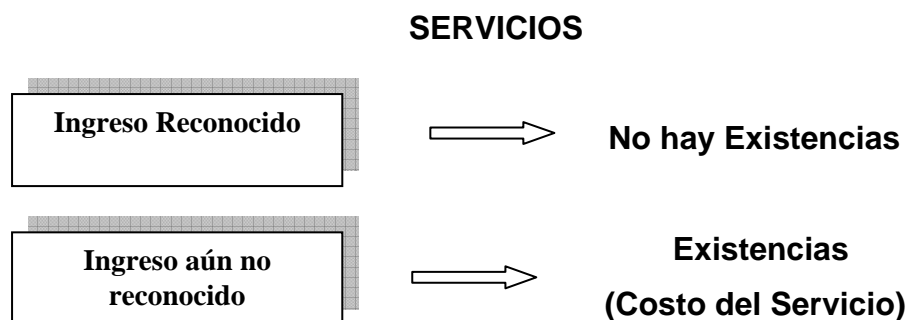 SERVICIOS
Ingreso Reconocido
No hay Existencias
Ingreso aún no
reconocido
Existencias
(Costo del Servicio)